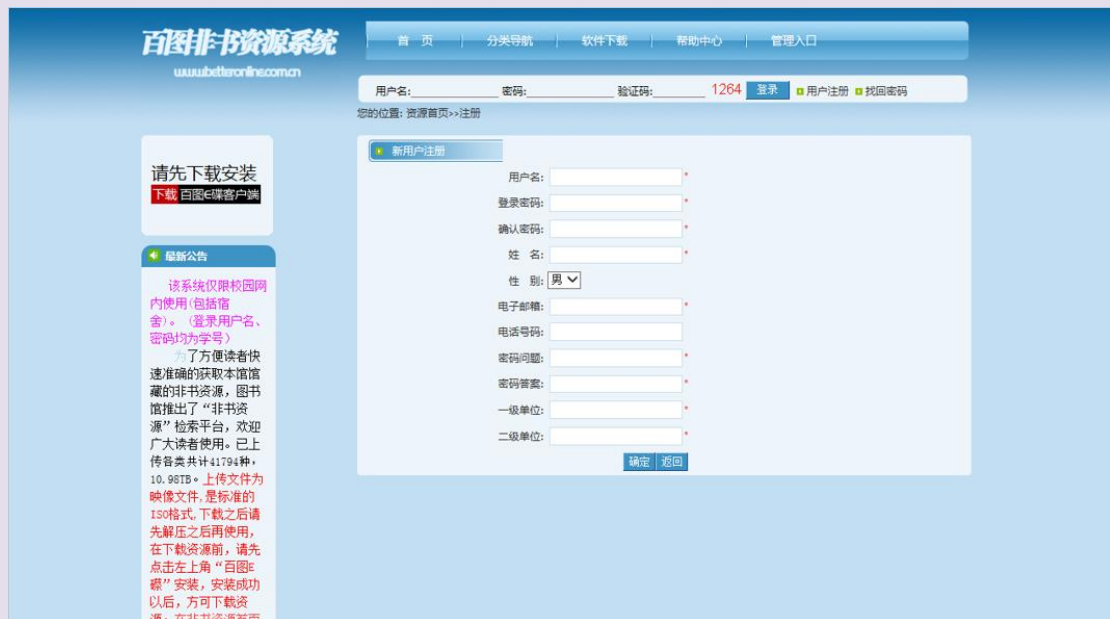 百图非书资源系统
www.betteronline.com.cn
首 页 | 分类导航 | 软件下载 | 帮助中心 | 管理入口
用户名: 密码: 验证码: 1264 登录 用户注册 找回密码
您的位置: 资源首页>>注册
请先下载安装
下载 百图E碟客户端
最新公告
该系统仅限校园网
内使用(包括宿
舍)。(登录用户名、
密码均为学号)
为了方便读者快
速准确的获取本馆馆
藏的非书资源，图书
馆推出了“非书资
源”检索平台，欢迎
广大读者使用。已上
传各类共计41794种，
10.98TB。上传文件为
映像文件,是标准的
ISO格式,下载之后请
先解压之后再使用，
在下载资源前，请先
点击左上角“百图E
碟”安装，安装成功
以后，方可下载资
源；在非书资源首页
新用户注册
用户名: *
登录密码: *
确认密码: *
姓 名: *
性 别: 男
电子邮箱: *
电话号码:
密码问题: *
密码答案: *
一级单位: *
二级单位: *
确定 返回